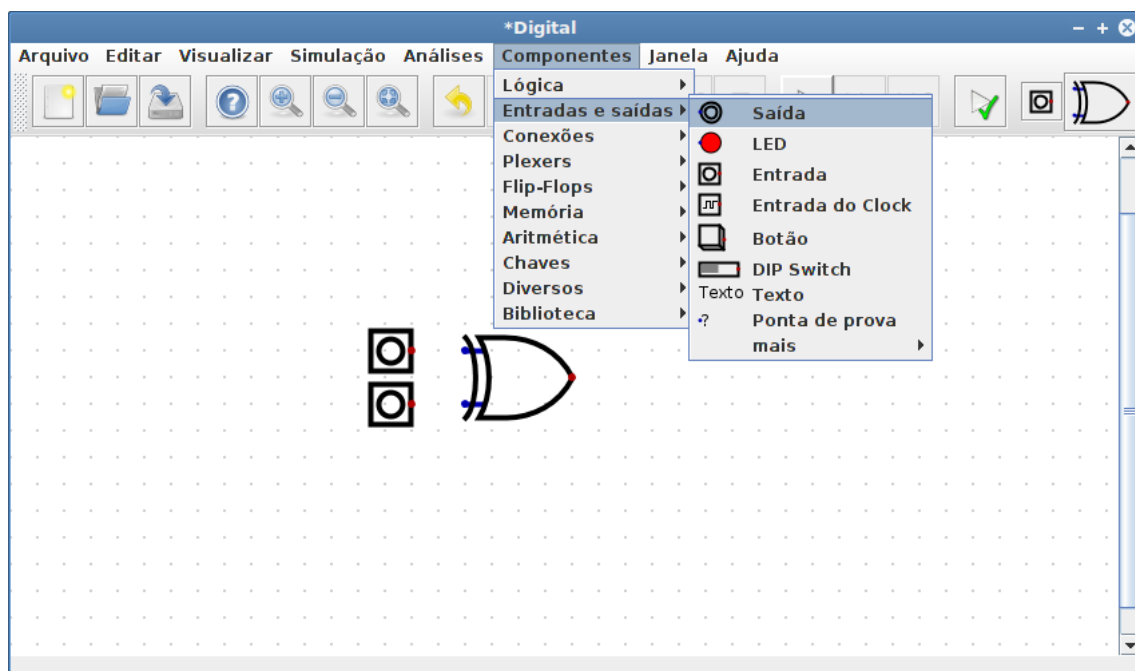 *Digital
Arquivo Editar Visualizar Simulação Análises Componentes Janela Ajuda
Lógica
Entradas e saídas
Conexões
Plexers
Flip-Flops
Memória
Aritmética
Chaves
Diversos
Biblioteca
Saída
LED
Entrada
Entrada do Clock
Botão
DIP Switch
Texto Texto
·? Ponta de prova
mais